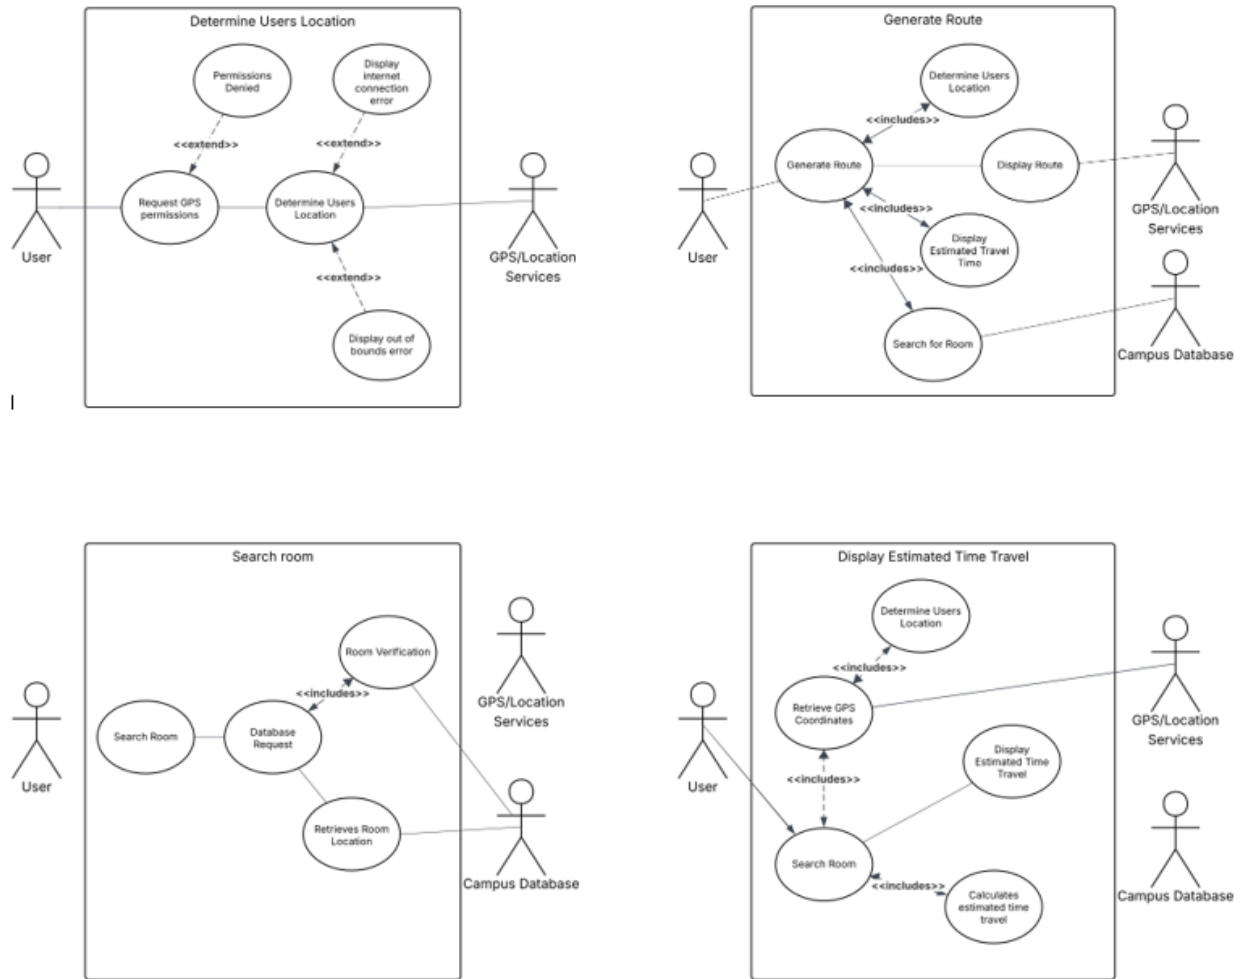 Determine Users Location
Permissions
Denied
Display
internet
connection
error
<<extend>>
<<extend>>
Request GPS
permissions
Determine Users
Location
User
GPS/Location
Services
<<extend>>
Display out of
bounds error
Generate Route
Determine Users
Location
<<includes>>
Generate Route
Display Route
<<includes>>
GPS/Location
Services
User
Display
Estimated Travel
Time
<<includes>>
Search for Room
Campus Database
Search room
Room Verification
<<includes>>
GPS/Location
Services
Search Room
Database
Request
User
Retrieves Room
Location
Campus Database
Display Estimated Time Travel
Determine Users
Location
<<includes>>
Retrieve GPS
Coordinates
GPS/Location
Services
Display
Estimated Time
Travel
<<includes>>
User
Search Room
<<includes>>
Calculates
estimated time
travel
Campus Database